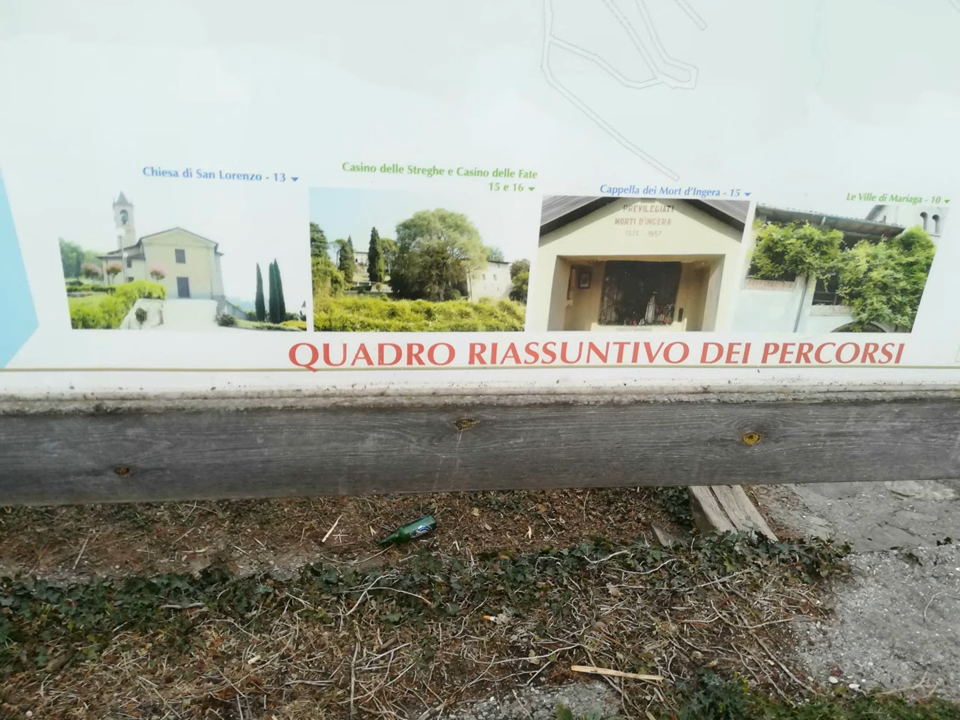 Chiesa di San Lorenzo - 13
Casino delle Streghe e Casino delle Fate
15 e 16
Cappella dei Mort d'Ingera - 15
Le Ville di Mariaga - 10
PREVILEGIATI
MORTI D'INGERA
QUADRO RIASSUNTIVO DEI PERCORSI